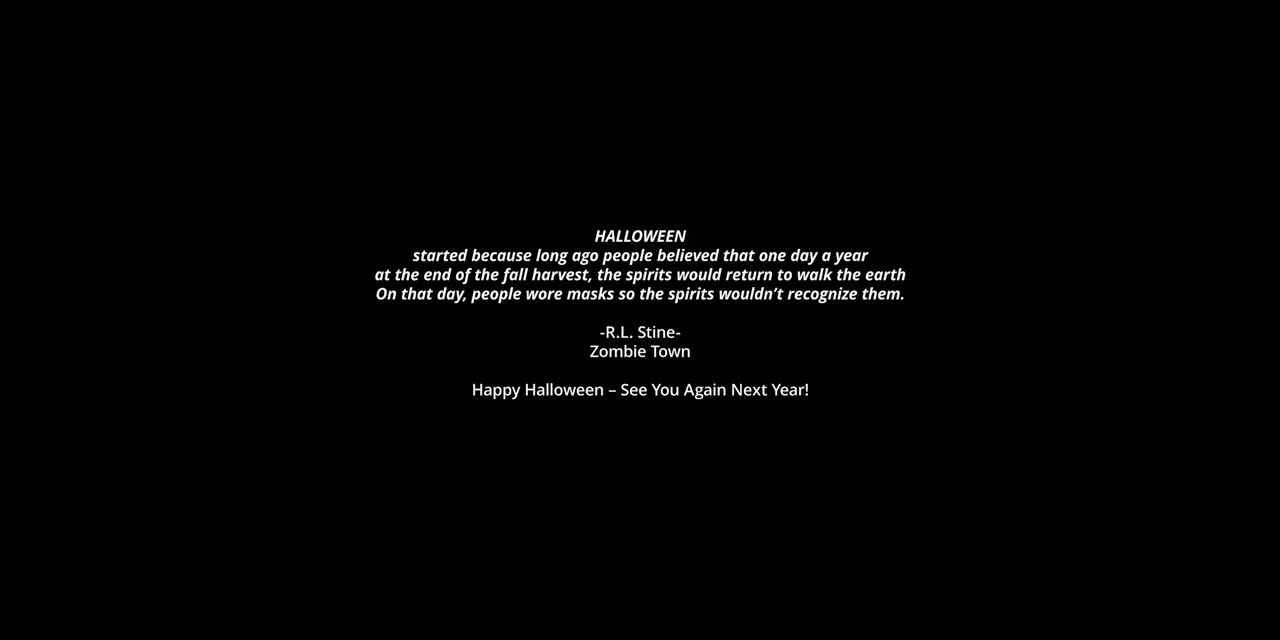 HALLOWEEN
started because long ago people believed that one day a year
at the end of the fall harvest, the spirits would return to walk the earth
On that day, people wore masks so the spirits wouldn’t recognize them.
-R.L. Stine-
Zombie Town
Happy Halloween – See You Again Next Year!